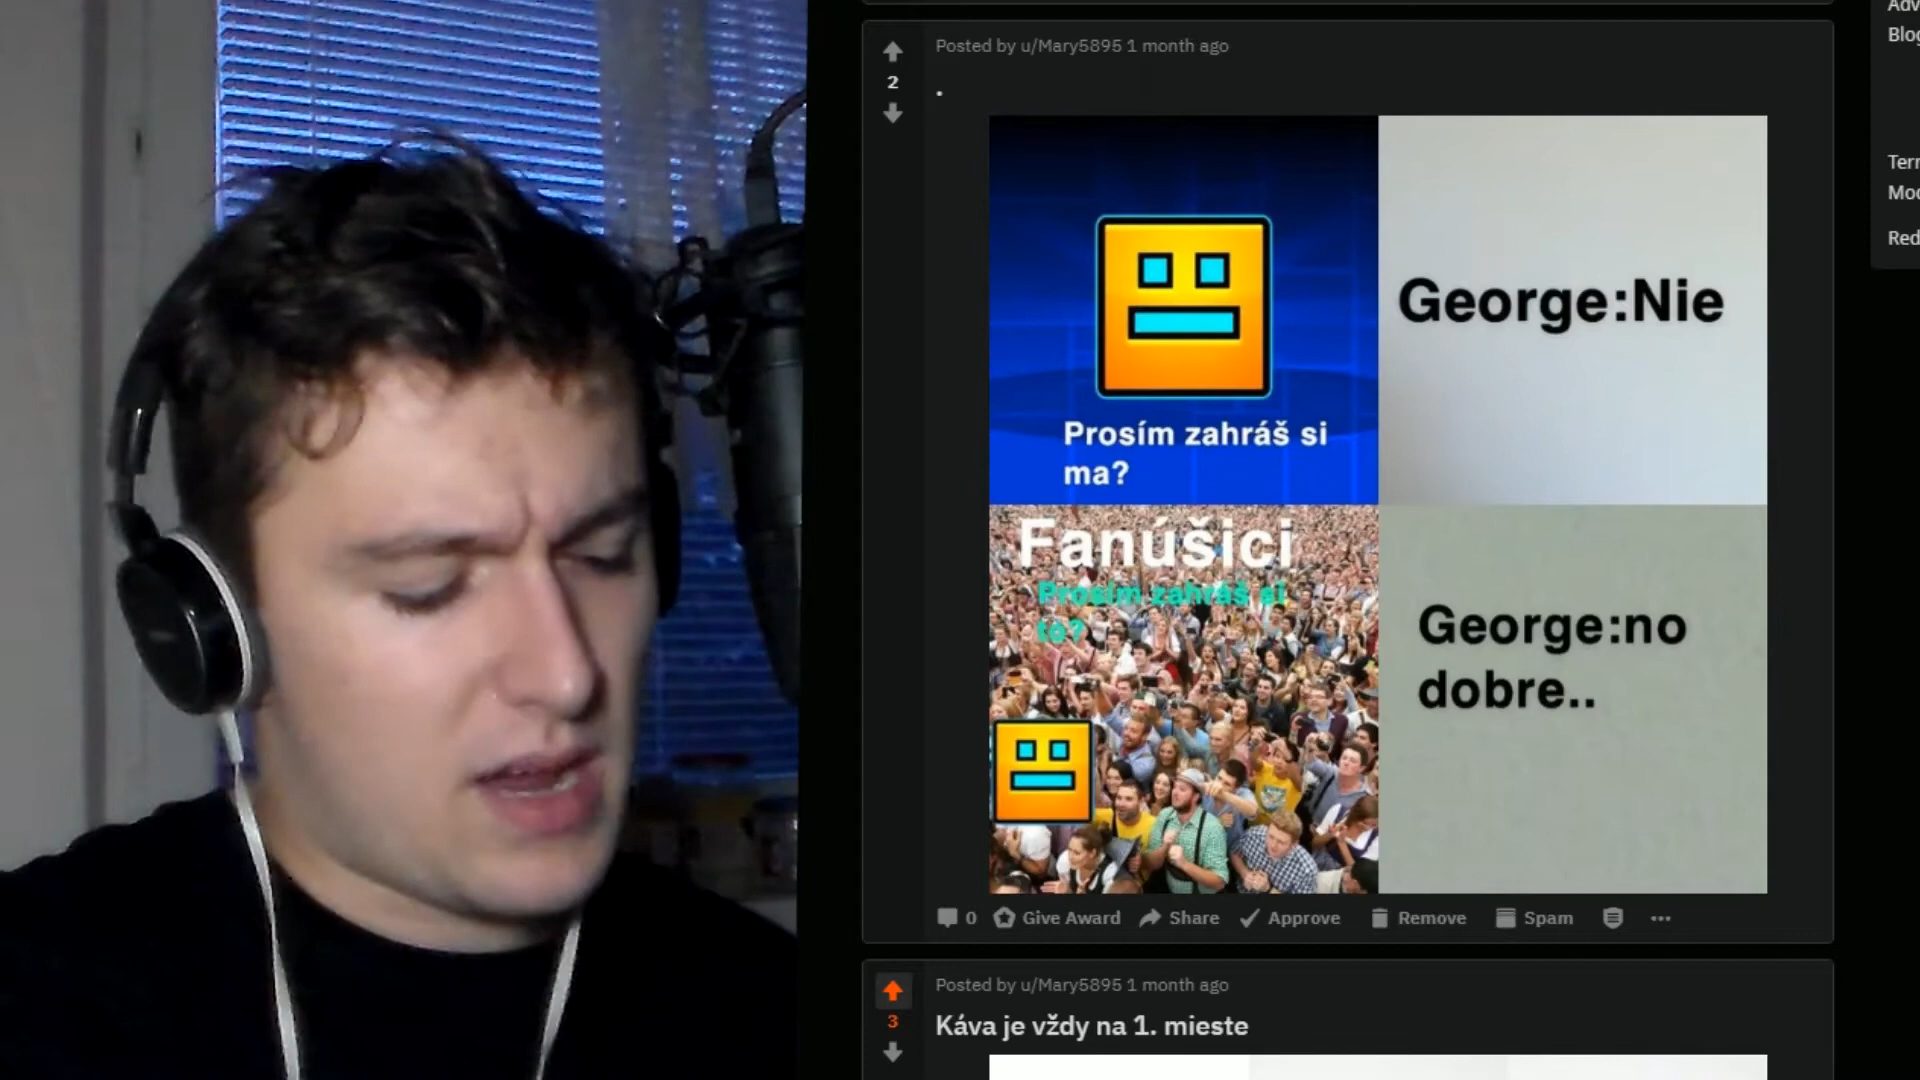 Posted by u/Mary5895 1 month ago
2
.
Prosím zahráš si
ma?
George:Nie
Fanúšici
Prosím zahráš si
to?
George:no
dobre..
0 Give Award Share Approve Remove Spam
Posted by u/Mary5895 1 month ago
3
Káva je vždy na 1. mieste